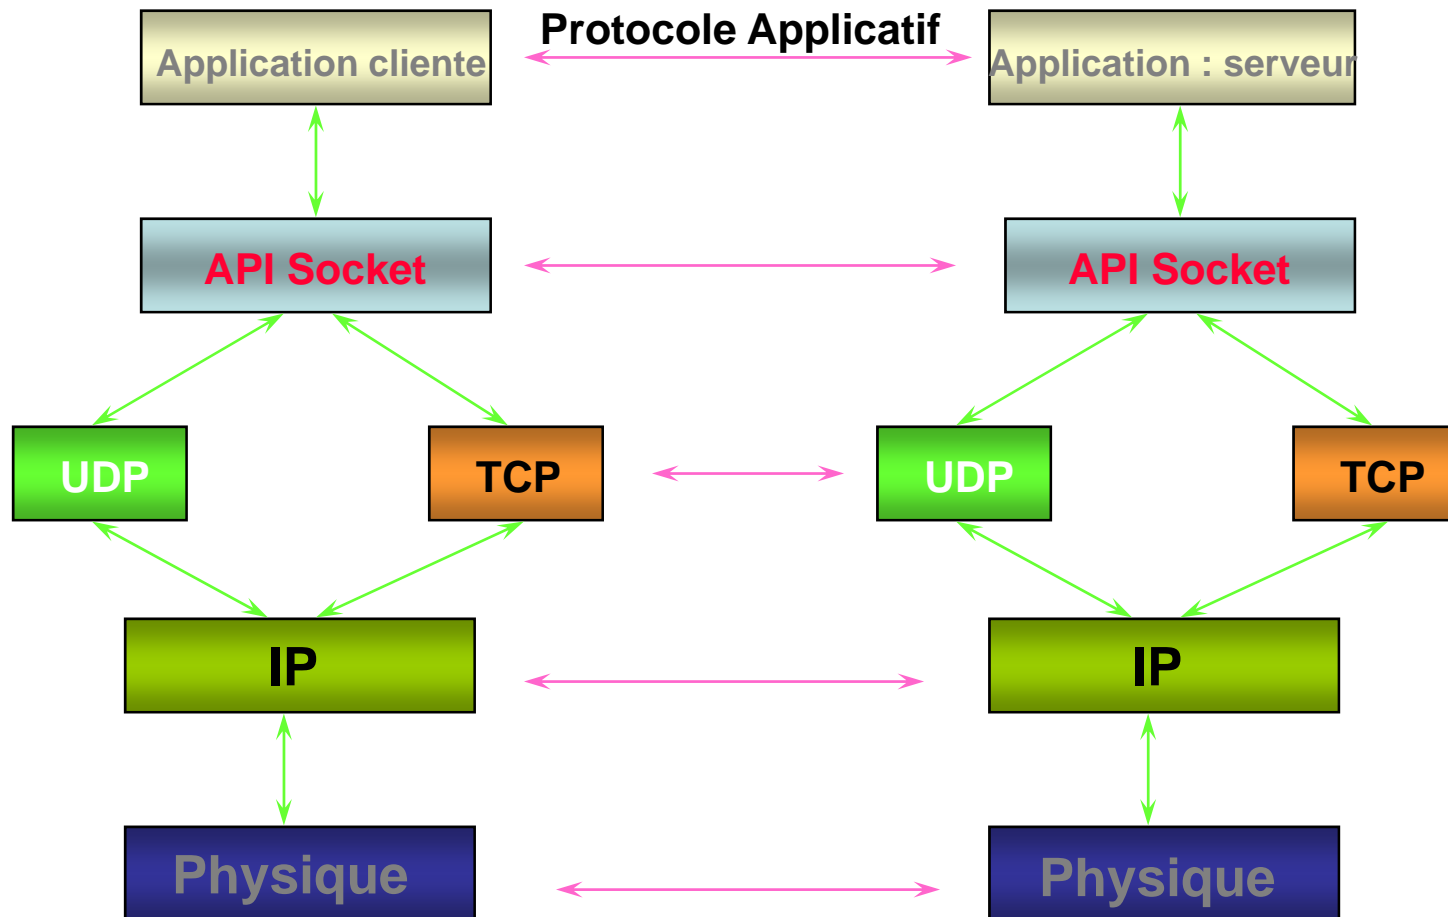 Protocole Applicatif
Application cliente
Application : serveur
API Socket
API Socket
UDP
TCP
UDP
TCP
IP
IP
Physique
Physique